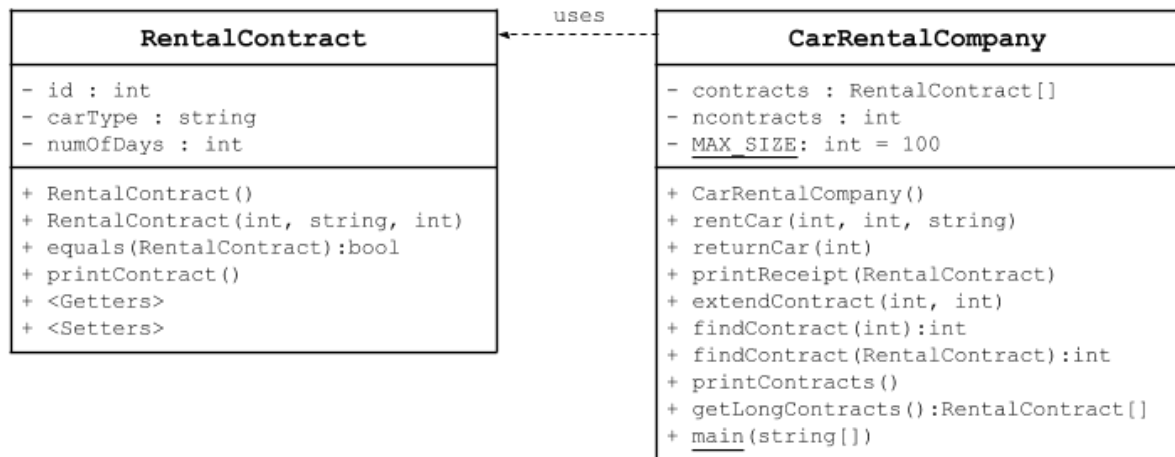 uses
RentalContract
- id : int
- carType : string
- numOfDays : int
+ RentalContract()
+ RentalContract(int, string, int)
+ equals(RentalContract):bool
+ printContract()
+ <Getters>
+ <Setters>
CarRentalCompany
- contracts : RentalContract[]
- ncontracts : int
- MAX_SIZE: int = 100
+ CarRentalCompany()
+ rentCar(int, int, string)
+ returnCar(int)
+ printReceipt(RentalContract)
+ extendContract(int, int)
+ findContract(int):int
+ findContract(RentalContract):int
+ printContracts()
+ getLongContracts():RentalContract[]
+ main(string[])